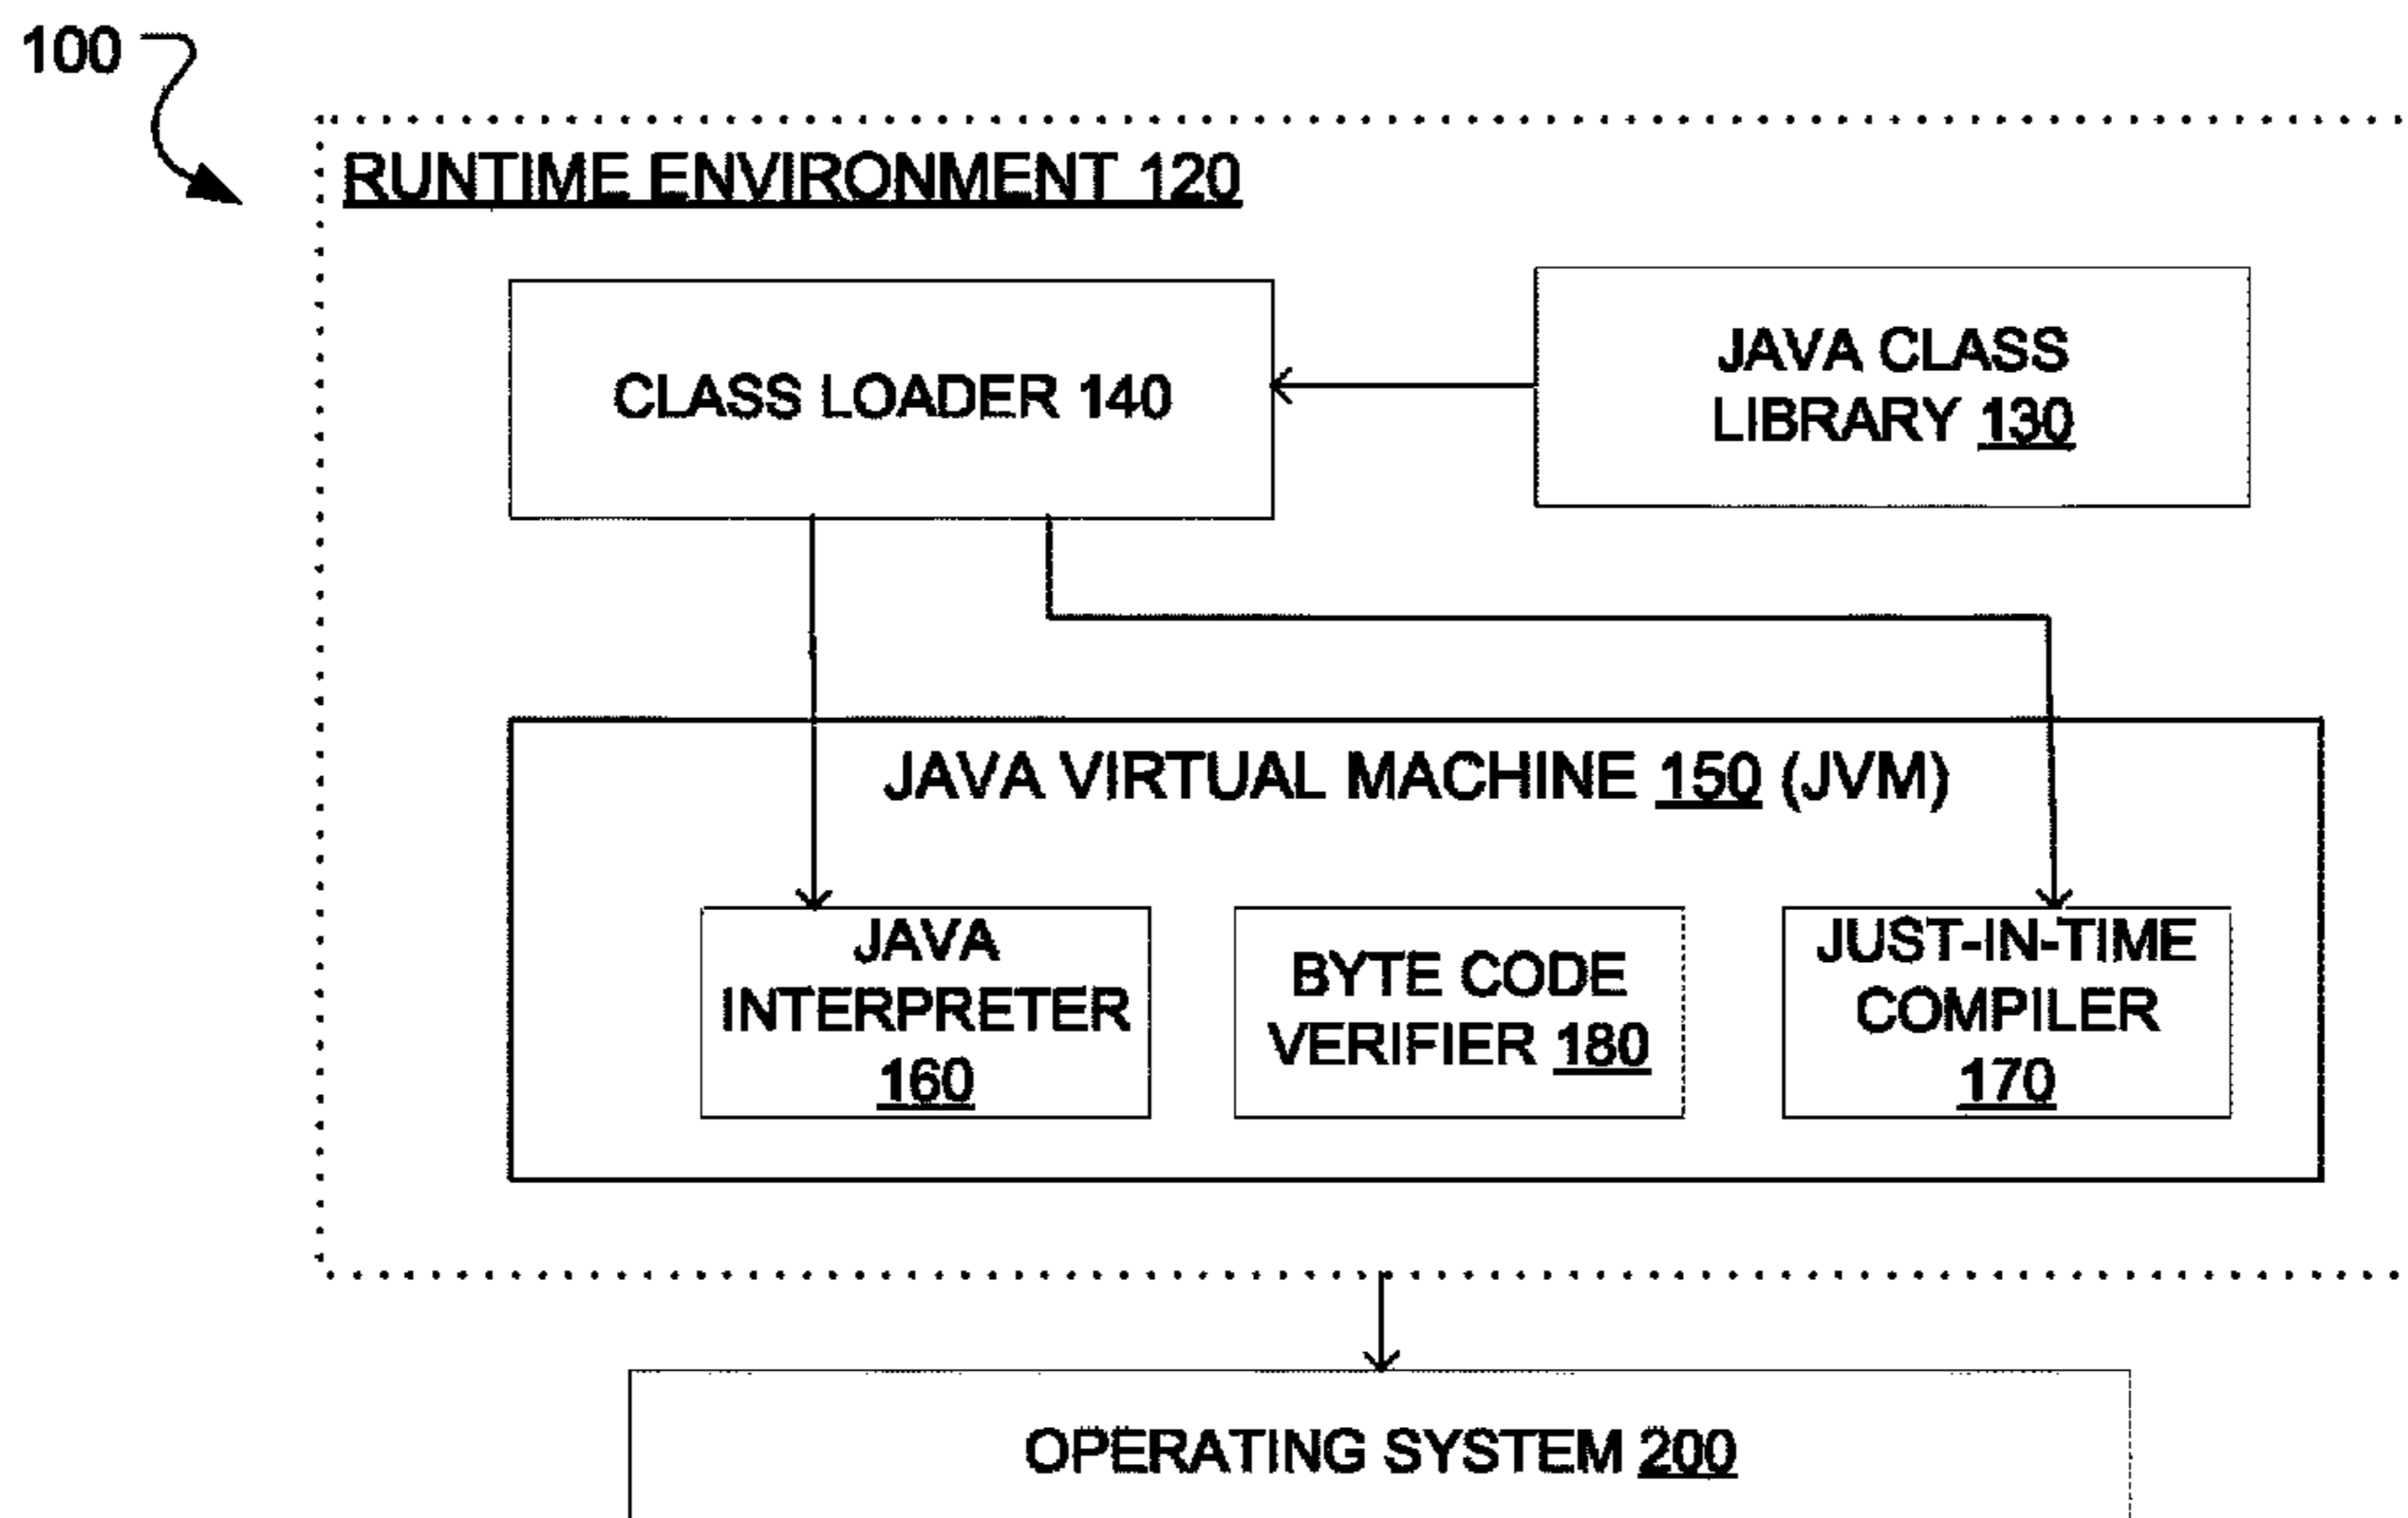 100
RUNTIME ENVIRONMENT 120
CLASS LOADER 140
JAVA CLASS
LIBRARY 130
JAVA VIRTUAL MACHINE 150 (JVM)
JAVA
INTERPRETER
160
BYTE CODE
VERIFIER 180
JUST-IN-TIME
COMPILER
170
OPERATING SYSTEM 200